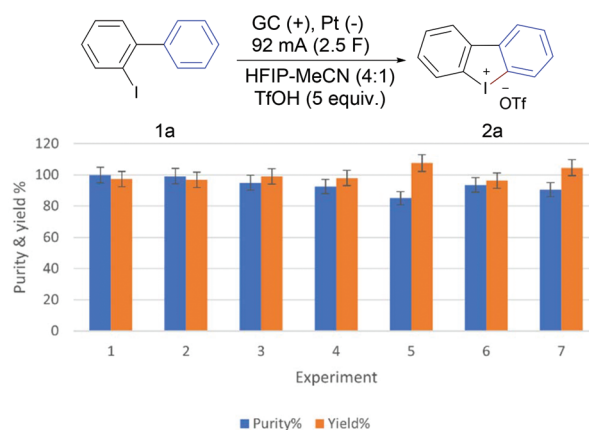 GC (+), Pt (-)
92 mA (2.5 F)
HFIP-MeCN (4:1)
TfOH (5 equiv.)
I
I
+
−
OTf
1a
2a
Purity & yield %
120
100
80
60
40
20
0
1 2 3 4 5 6 7
Experiment
Purity% Yield%